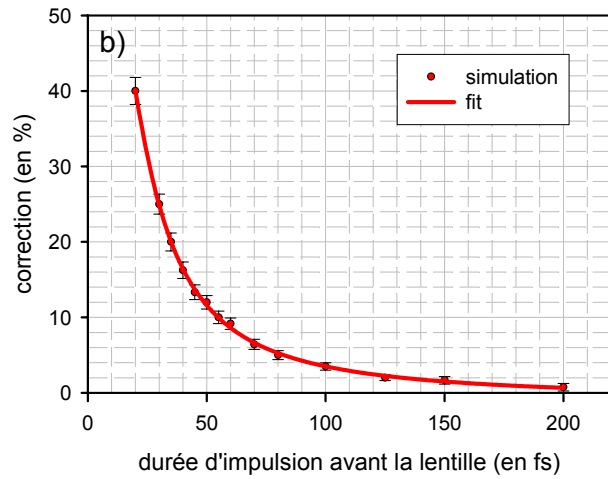 b)
simulation
fit
correction (en %)
50
40
30
20
10
0
0 50 100 150 200
durée d'impulsion avant la lentille (en fs)